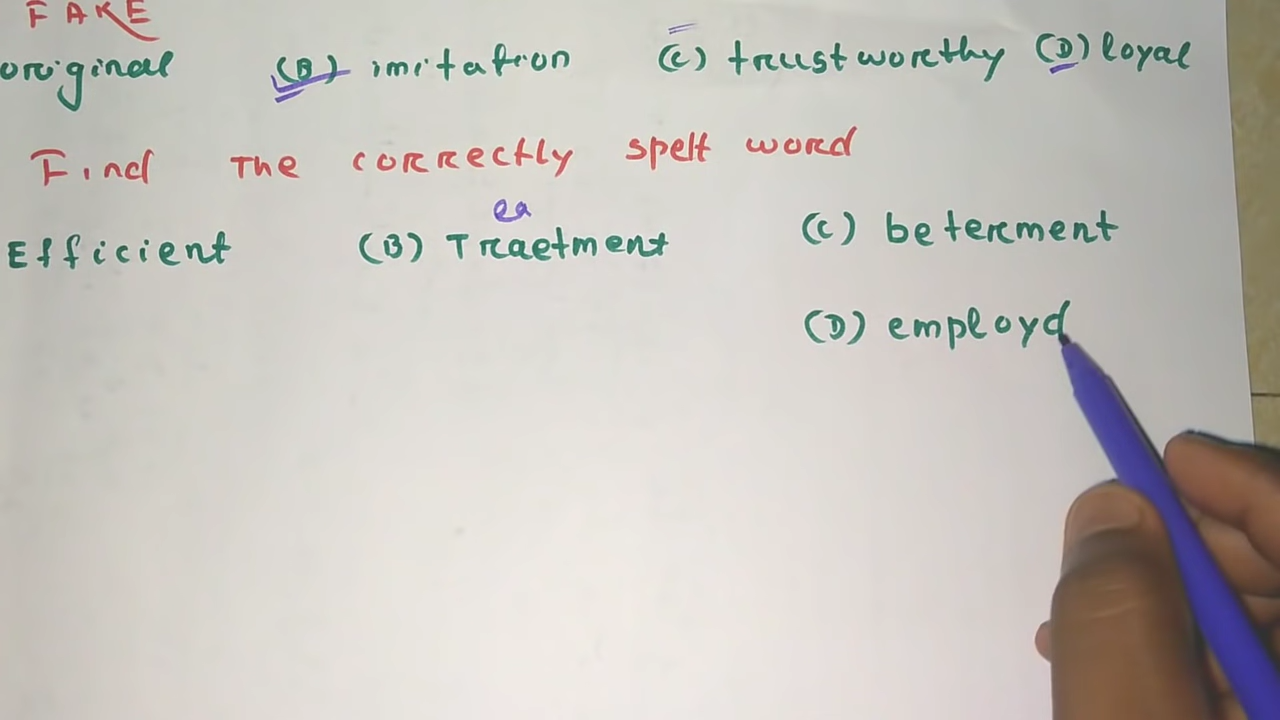 FAKE
original (B) imitation (C) trustworthy (D) loyal
Find The correctly spelt word
ea
Efficient (B) Traetment (C) beterment
(D) employd